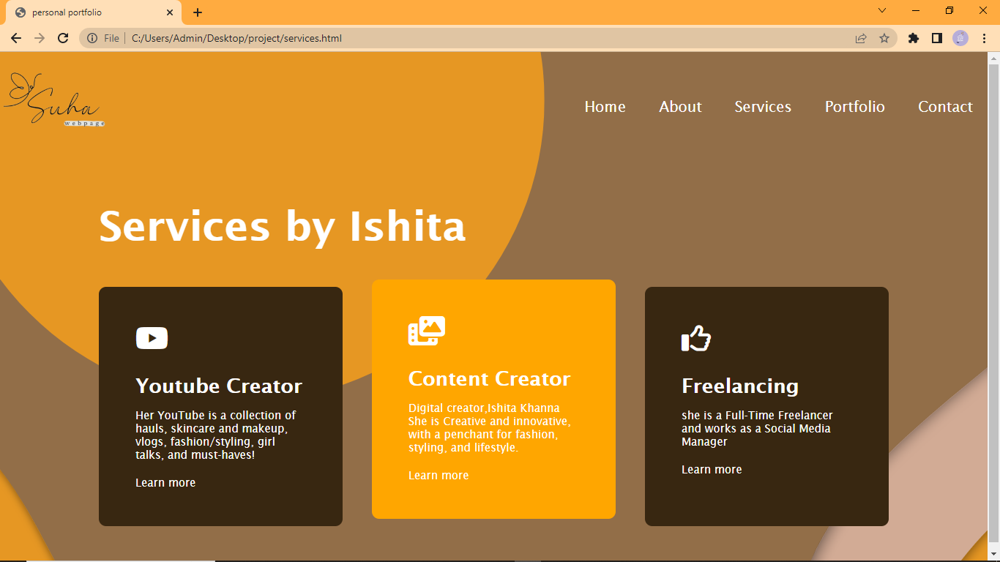 personal portfolio
File C:/Users/Admin/Desktop/project/services.html
Suha
webpage
Home About Services Portfolio Contact
Services by Ishita
Youtube Creator
Her YouTube is a collection of
hauls, skincare and makeup,
vlogs, fashion/styling, girl
talks, and must-haves!
Learn more
Content Creator
Digital creator,Ishita Khanna
She is Creative and innovative,
with a penchant for fashion,
styling, and lifestyle.
Learn more
Freelancing
she is a Full-Time Freelancer
and works as a Social Media
Manager
Learn more